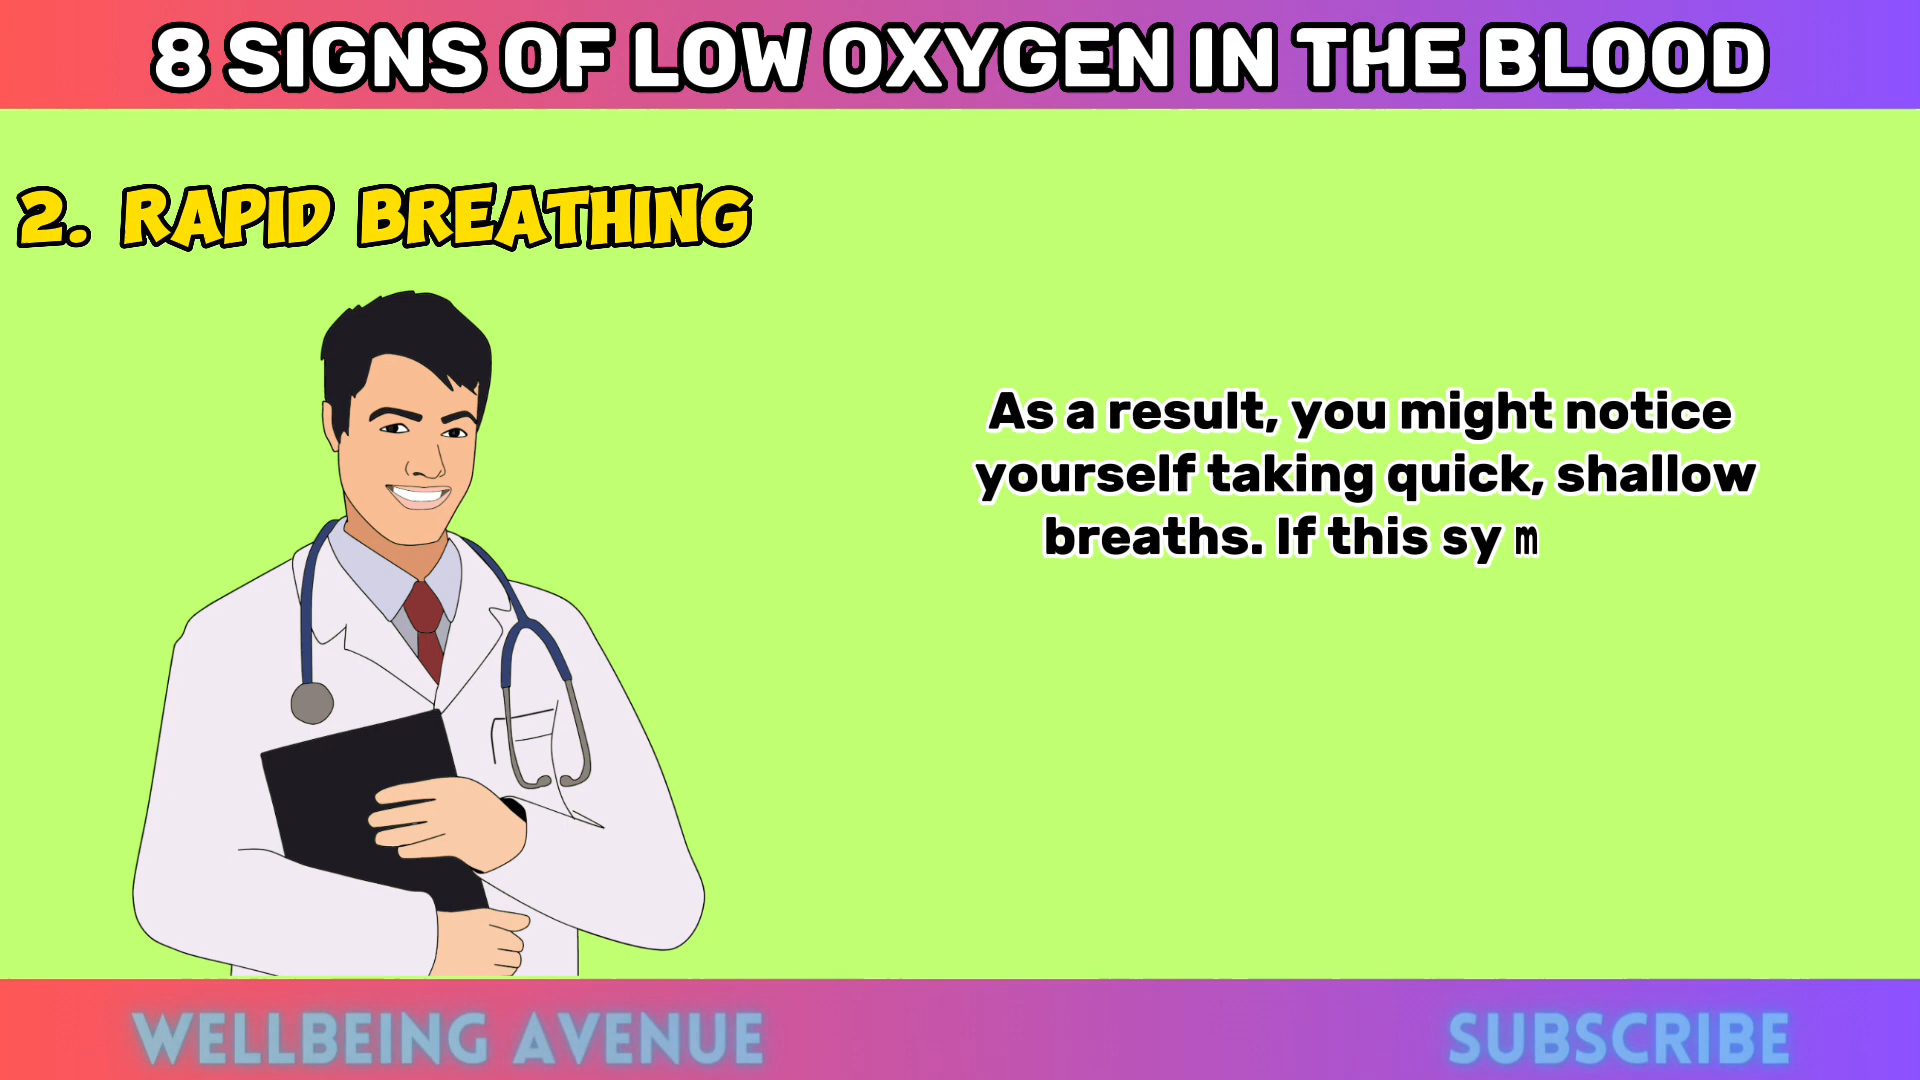 8 SIGNS OF LOW OXYGEN IN THE BLOOD
2. RAPID BREATHING
As a result, you might notice
yourself taking quick, shallow
breaths. If this sym
WELLBEING AVENUE
SUBSCRIBE